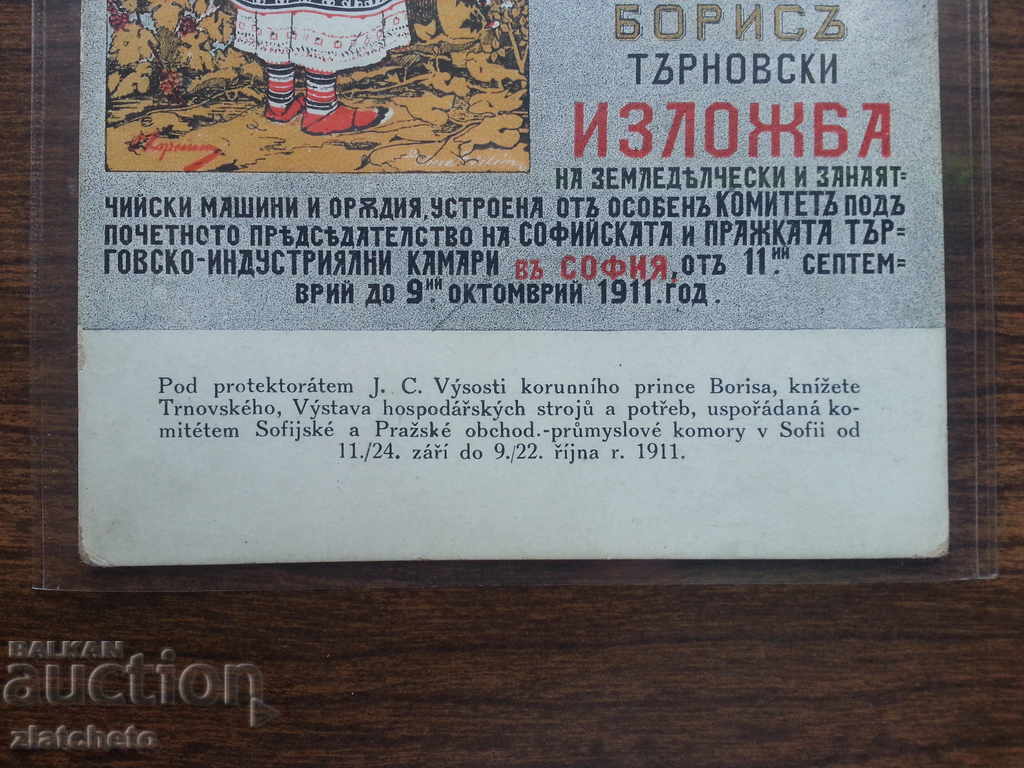 БОРИСЪ
ТЪРНОВСКИ
ИЗЛОЖБА
НА ЗЕМЛЕДѢЛЧЕСКИ И ЗАНАЯТ-
ЧИЙСКИ МАШИНИ И ОРѪДИЯ, УСТРОЕНА ОТЪ ОСОБЕНЪ КОМИТЕТЪ ПОДЪ
ПОЧЕТНОТО ПРѢДСѢДАТЕЛСТВО НА СОФИЙСКАТА И ПРАЖКАТА ТЪР-
ГОВСКО-ИНДУСТРИЯЛНИ КАМАРИ ВЪ СОФИЯ, ОТЪ 11.ИИ СЕПТЕМ-
ВРИЙ ДО 9.ИИ ОКТОМВРИЙ 1911. ГОД.
Pod protektorátem J. C. Výsosti korunního prince Borisa, knížete
Trnovského, Výstava hospodářských strojů a potřeb, uspořádaná ko-
mitétem Sofijské a Pražské obchod.-průmyslové komory v Sofii od
11./24. září do 9./22. října r. 1911.
BALKAN
auction
zlatcheto